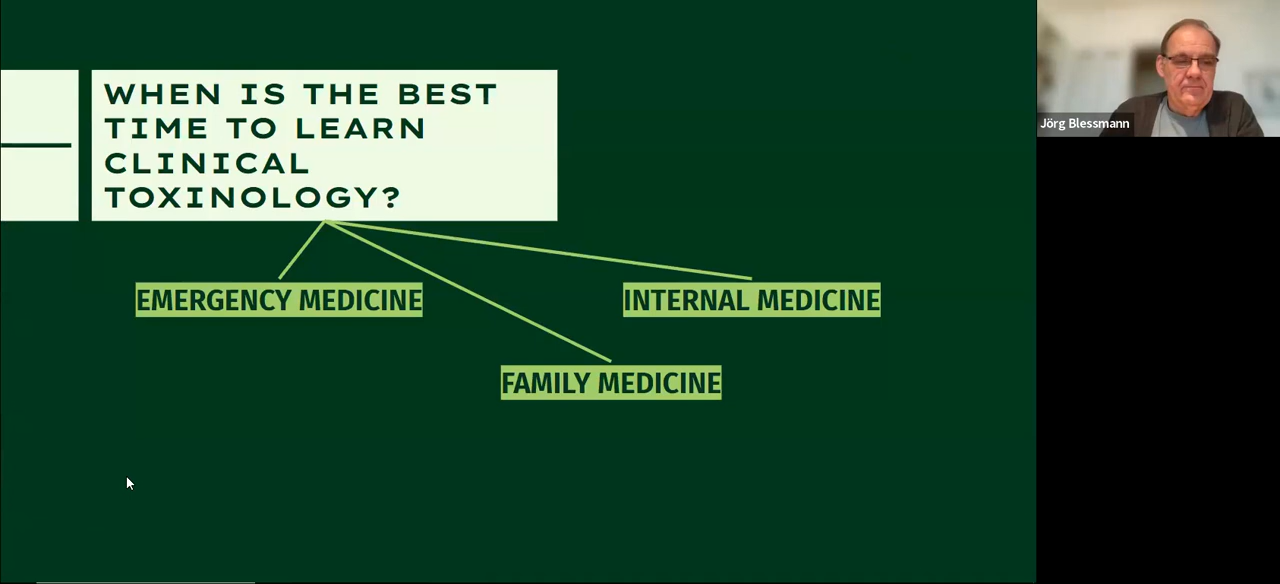 WHEN IS THE BEST
TIME TO LEARN
CLINICAL
TOXINOLOGY?
EMERGENCY MEDICINE
INTERNAL MEDICINE
FAMILY MEDICINE
Jörg Blessmann